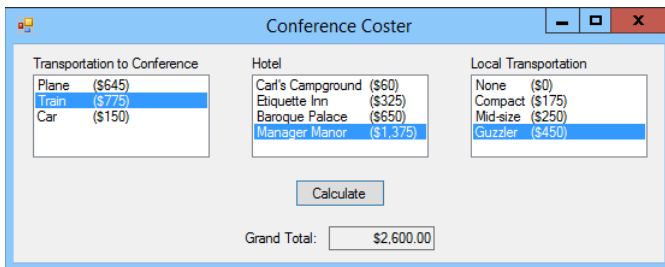 Conference Coster
Transportation to Conference
Plane ($645)
Train ($775)
Car ($150)
Hotel
Carl's Campground ($60)
Etiquette Inn ($325)
Baroque Palace ($650)
Manager Manor ($1,375)
Local Transportation
None ($0)
Compact ($175)
Mid-size ($250)
Guzzler ($450)
Calculate
Grand Total: $2,600.00